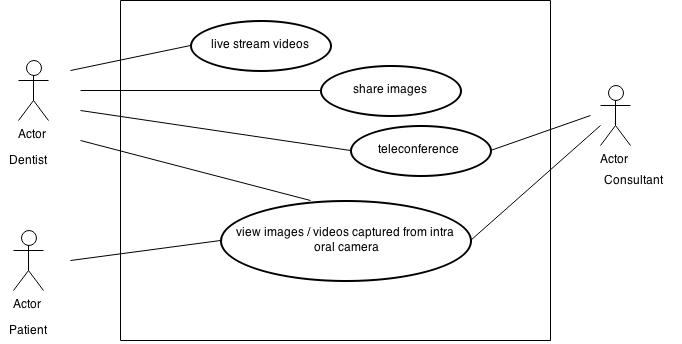 live stream videos
share images
Actor
Dentist
teleconference
Actor
Consultant
view images / videos captured from intra
oral camera
Actor
Patient